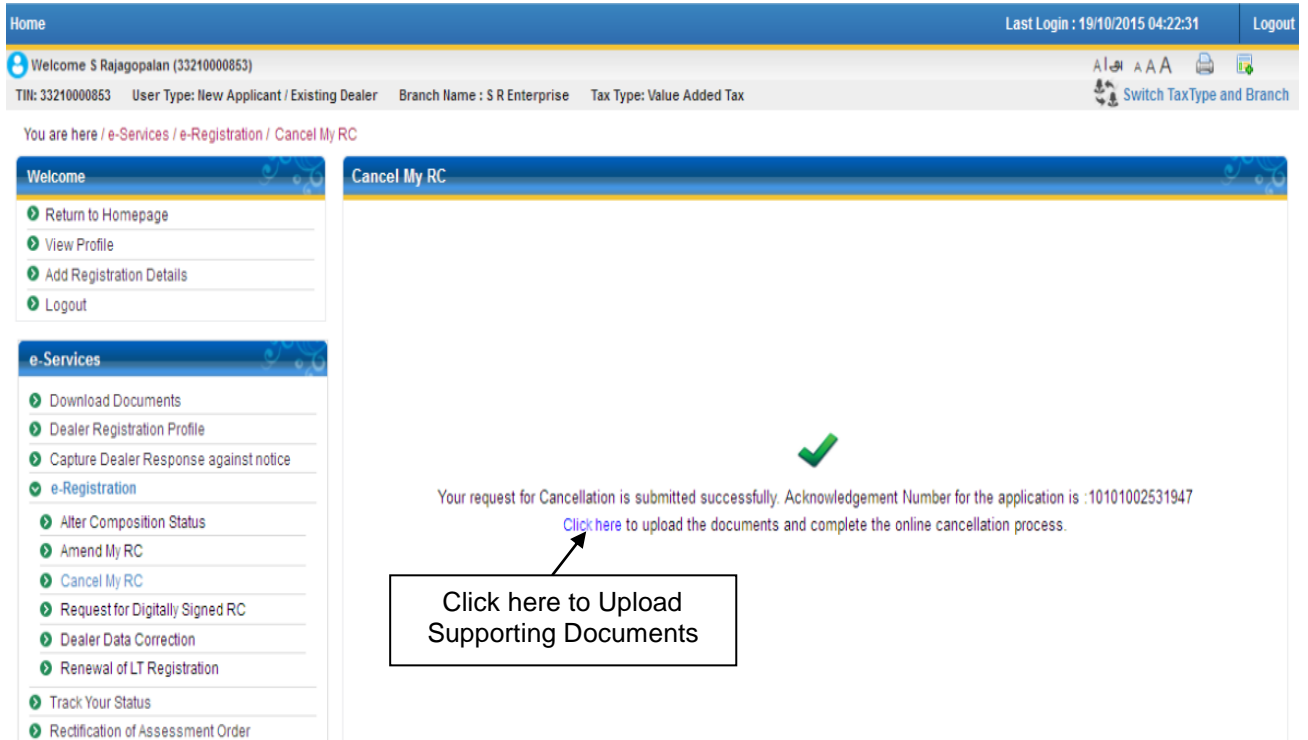 Home Last Login : 19/10/2015 04:22:31 Logout
Welcome S Rajagopalan (33210000853) A | அ A A A
TIN: 33210000853 User Type: New Applicant / Existing Dealer Branch Name : S R Enterprise Tax Type: Value Added Tax Switch TaxType and Branch
You are here / e-Services / e-Registration / Cancel My RC
Welcome
Return to Homepage
View Profile
Add Registration Details
Logout
e-Services
Download Documents
Dealer Registration Profile
Capture Dealer Response against notice
e-Registration
Alter Composition Status
Amend My RC
Cancel My RC
Request for Digitally Signed RC
Dealer Data Correction
Renewal of LT Registration
Track Your Status
Rectification of Assessment Order
Cancel My RC
Your request for Cancellation is submitted successfully. Acknowledgement Number for the application is :10101002531947
Click here to upload the documents and complete the online cancellation process.
Click here to Upload
Supporting Documents